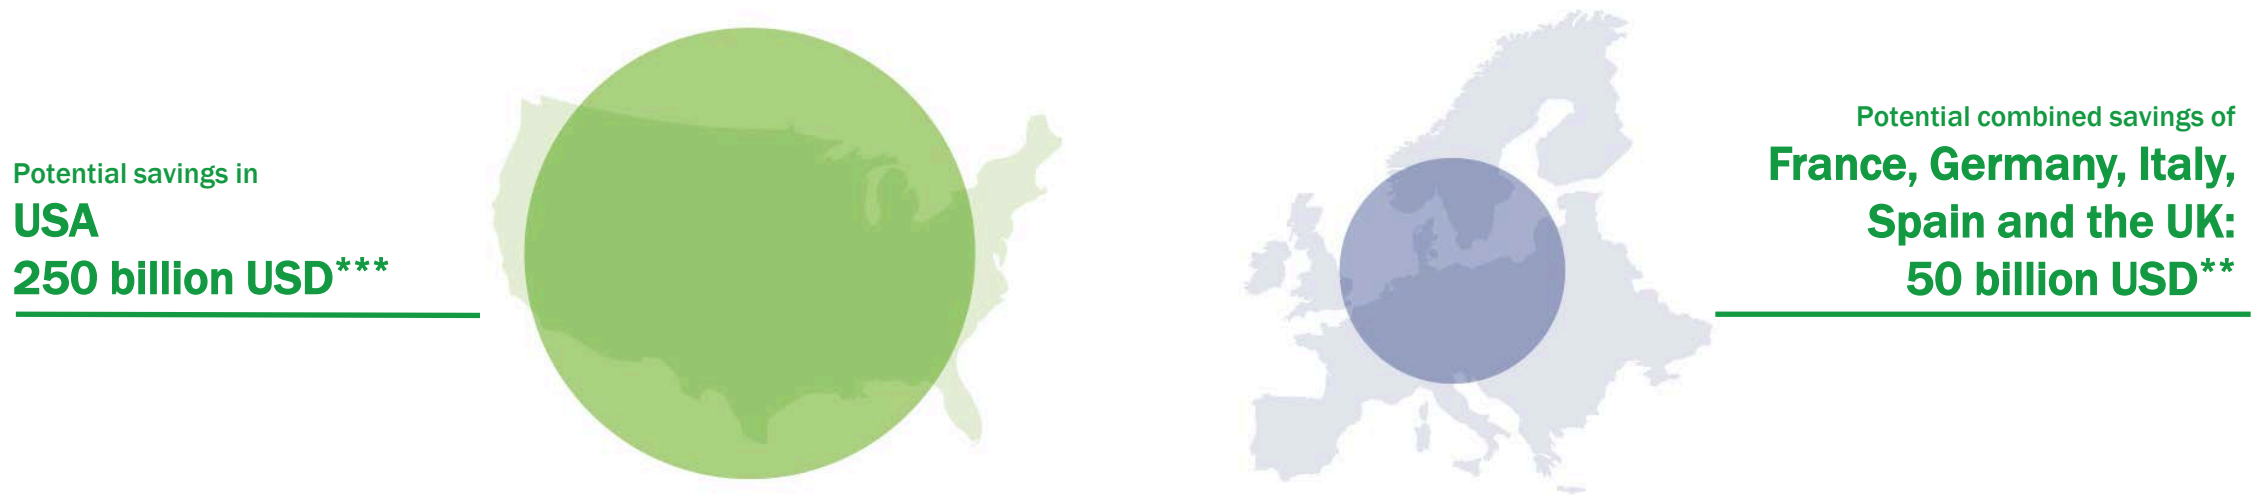 Potential savings in
USA
250 billion USD***
Potential combined savings of
France, Germany, Italy,
Spain and the UK:
50 billion USD**